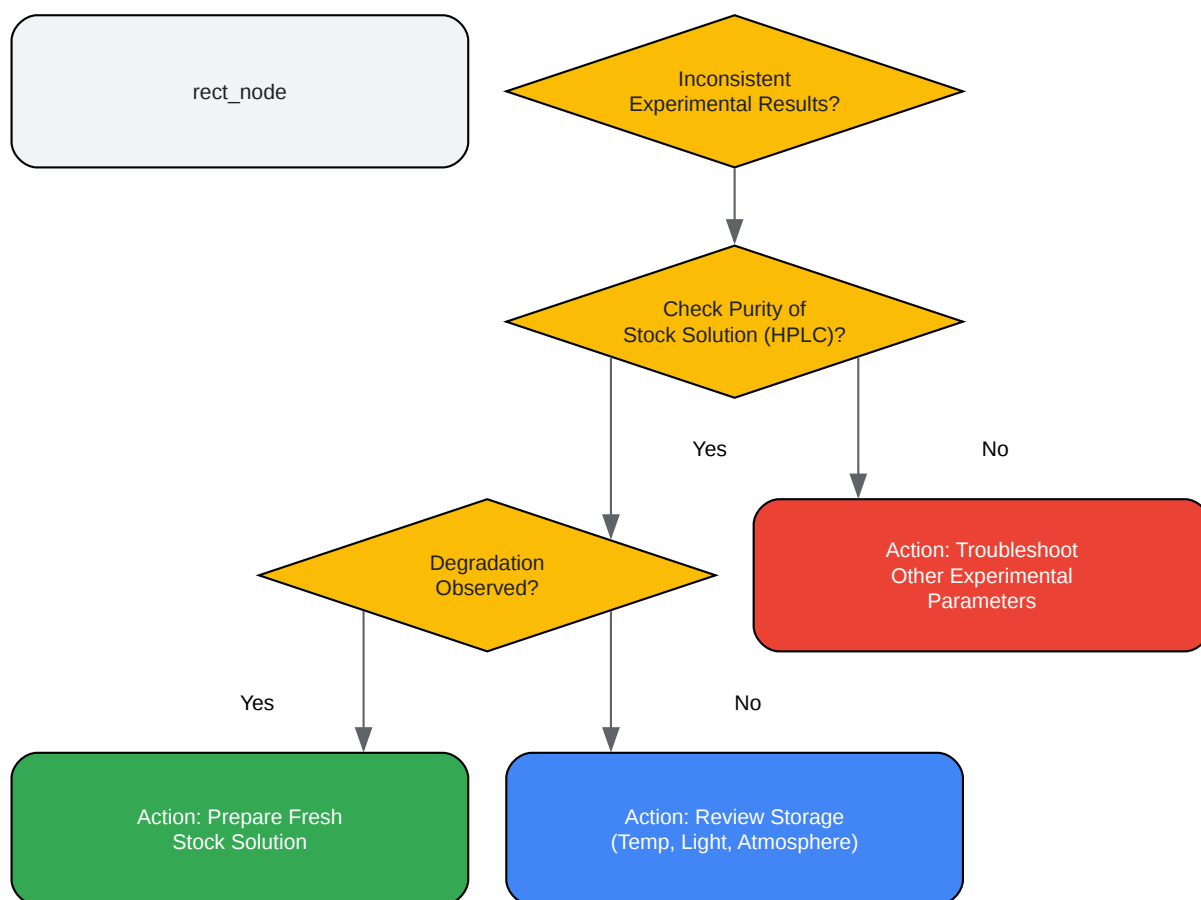 rect_node
Inconsistent
Experimental Results?
Check Purity of
Stock Solution (HPLC)?
Yes
No
Action: Troubleshoot
Other Experimental
Parameters
Degradation
Observed?
Yes
No
Action: Prepare Fresh
Stock Solution
Action: Review Storage
(Temp, Light, Atmosphere)